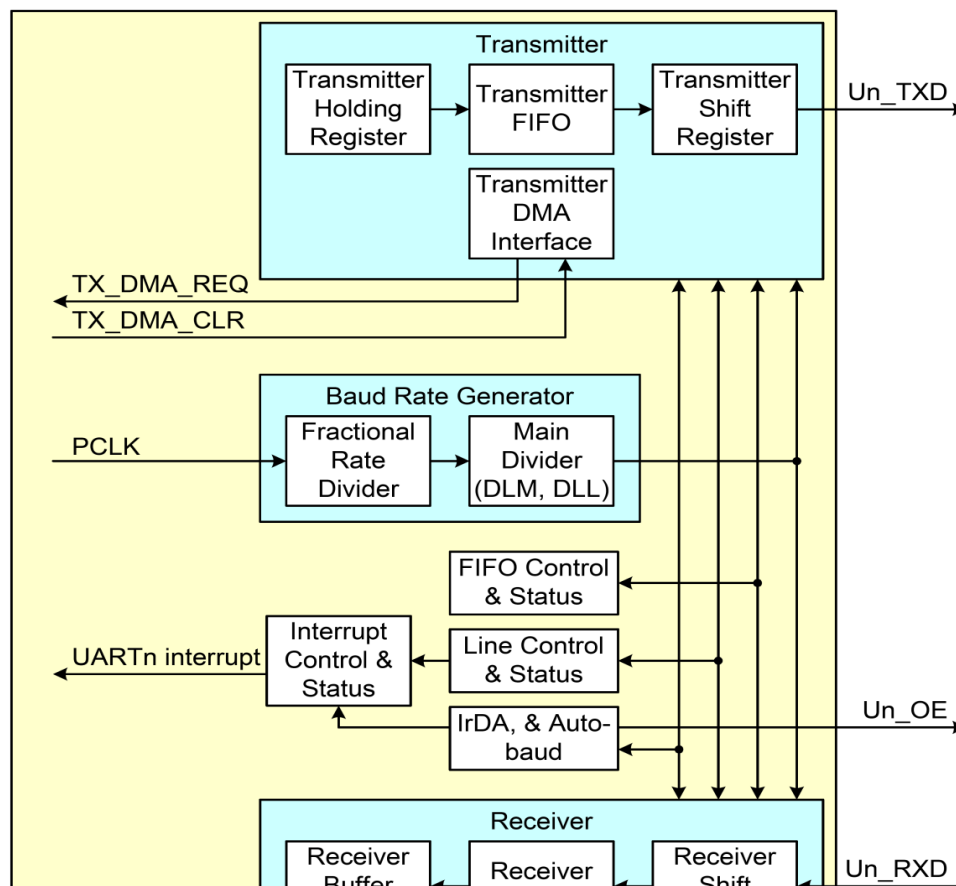 Transmitter
Transmitter
Holding
Register
Transmitter
FIFO
Transmitter
Shift
Register
Un_TXD
Transmitter
DMA
Interface
TX_DMA_REQ
TX_DMA_CLR
Baud Rate Generator
PCLK
Fractional
Rate
Divider
Main
Divider
(DLM, DLL)
FIFO Control
& Status
UARTn interrupt
Interrupt
Control &
Status
Line Control
& Status
IrDA, & Auto-
baud
Un_OE
Receiver
Receiver
Buffer
Receiver
Receiver
Shift
Un_RXD